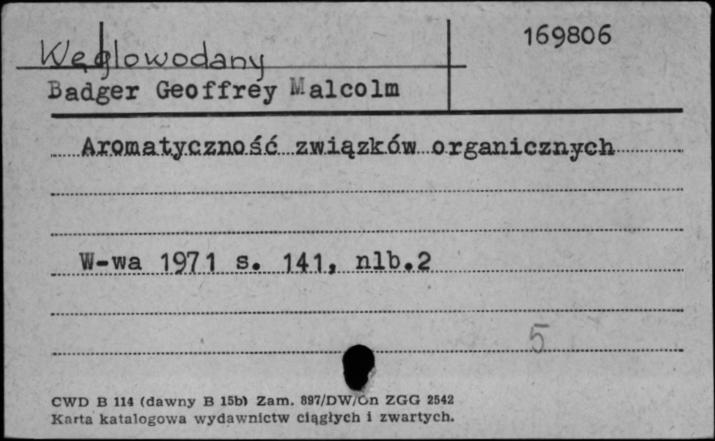 169806
Węglowodany
Badger Geoffrey Malcolm
Aromatyczność związków organicznych
W-wa 1971 s. 141, nlb.2
5
CWD B 114 (dawny B 15b) Zam. 897/DW/Gn ZGG 2542
Karta katalogowa wydawnictw ciągłych i zwartych.